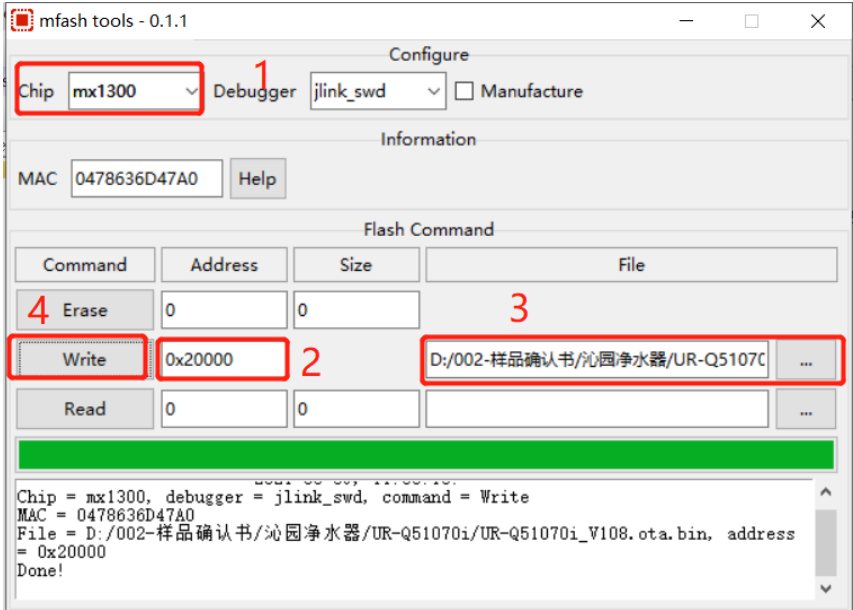 mfash tools - 0.1.1
Configure
1
Chip mx1300 Debugger jlink_swd Manufacture
Information
MAC 0478636D47A0 Help
Flash Command
Command Address Size File
4 Erase 0 0 3
Write 0x20000 2 D:/002-样品确认书/沁园净水器/UR-Q5107( ...
Read 0 0 ...
Chip = mx1300, debugger = jlink_swd, command = Write
MAC = 0478636D47A0
File = D:/002-样品确认书/沁园净水器/UR-Q51070i/UR-Q51070i_V108.ota.bin, address
= 0x20000
Done!